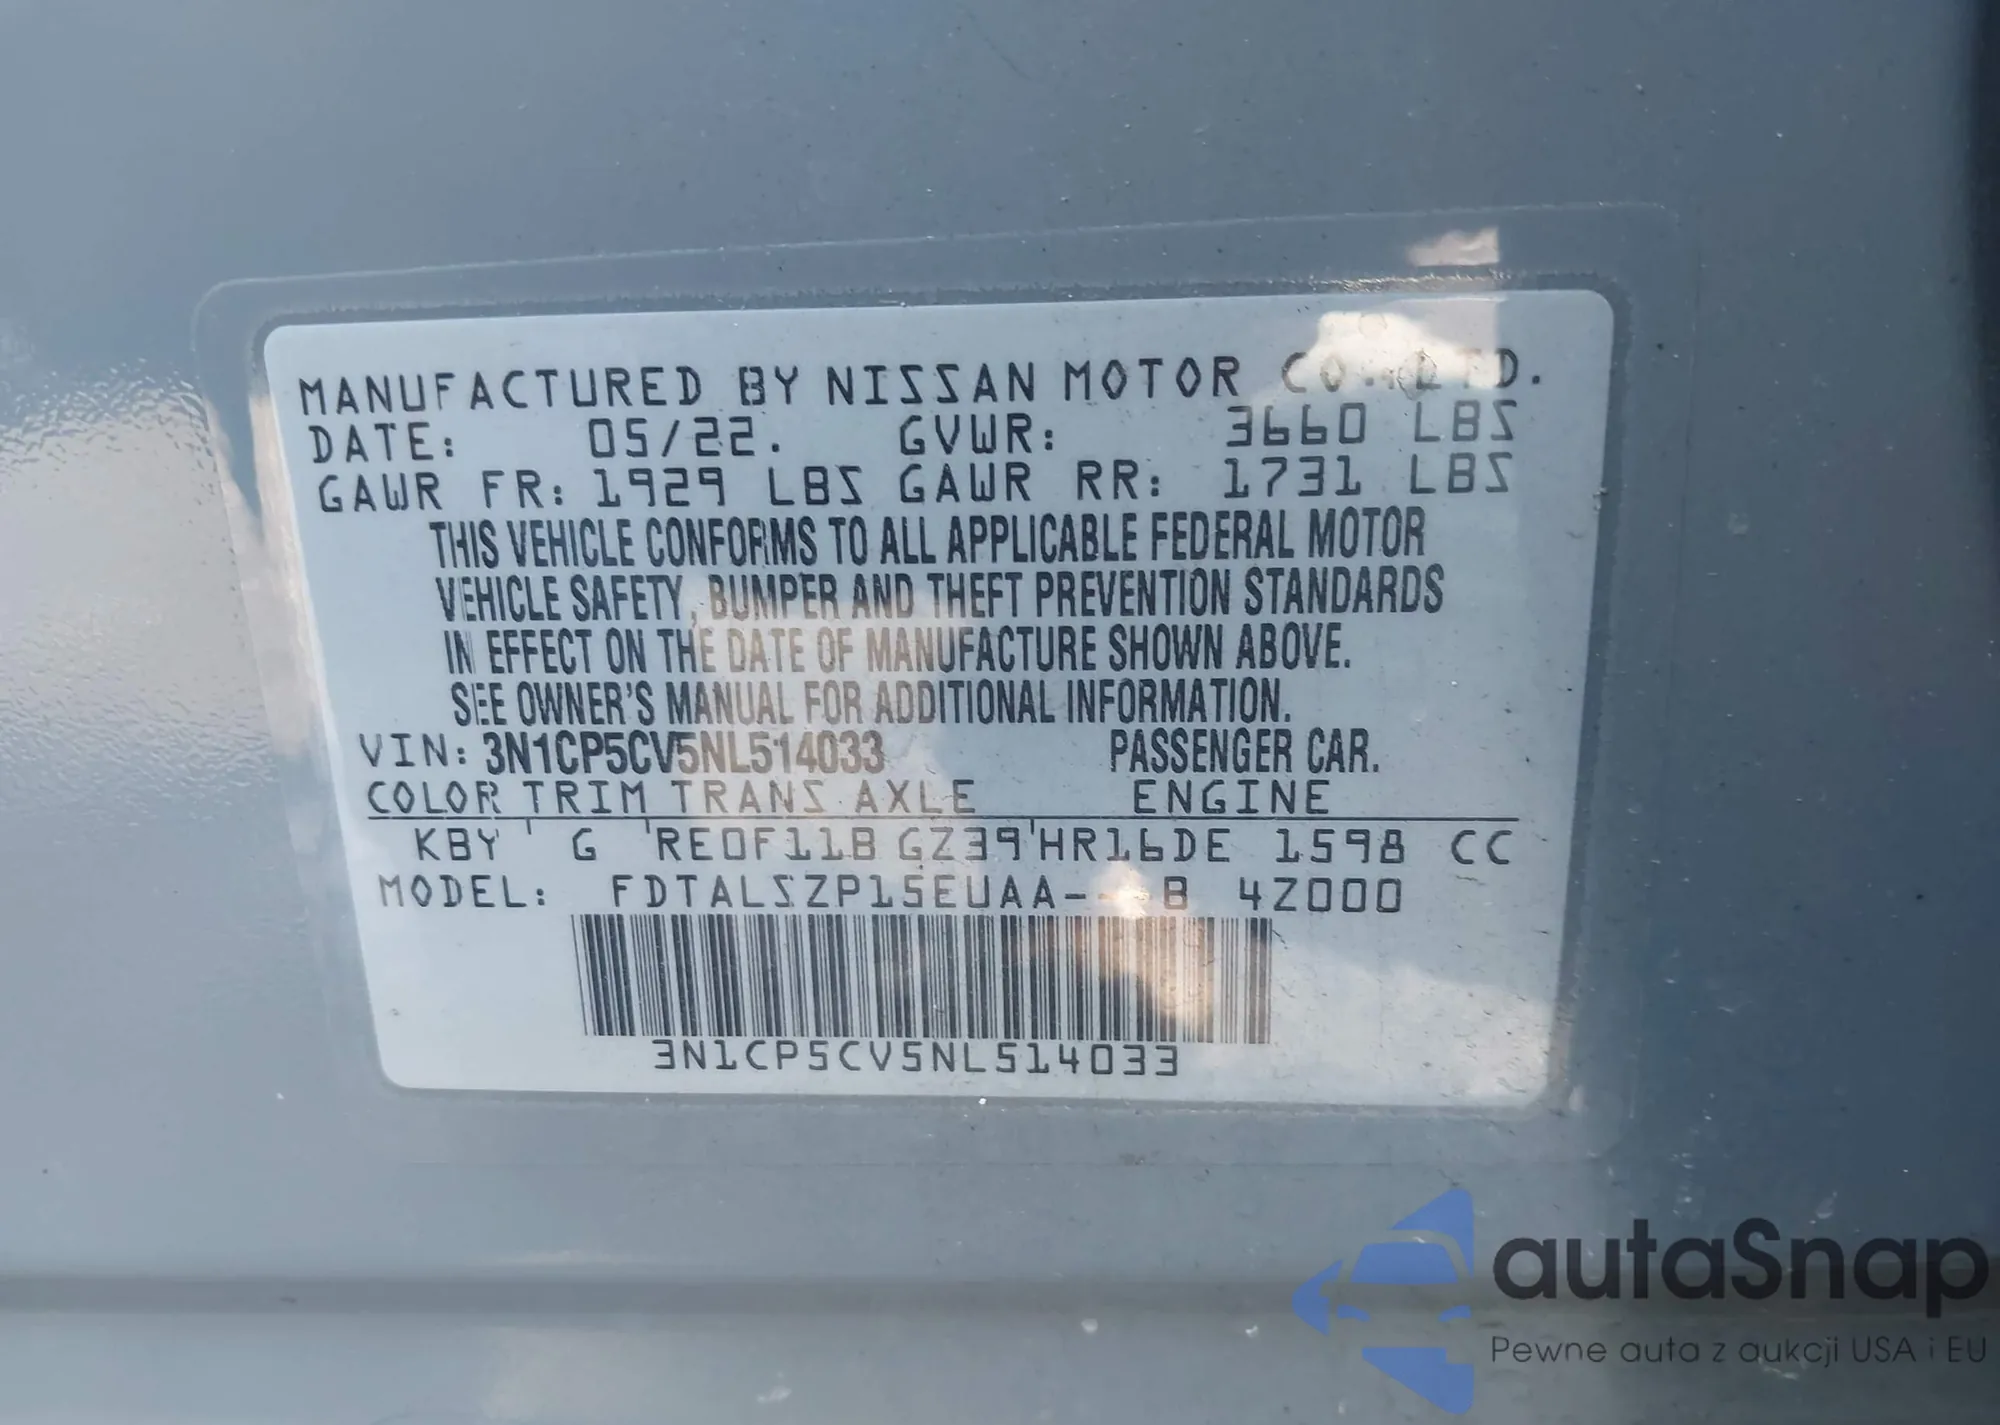 MANUFACTURED BY NISSAN MOTOR CO., LTD.
DATE: 05/22. GVWR: 3660 LBS
GAWR FR: 1929 LBS GAWR RR: 1731 LBS
THIS VEHICLE CONFORMS TO ALL APPLICABLE FEDERAL MOTOR
VEHICLE SAFETY, BUMPER AND THEFT PREVENTION STANDARDS
IN EFFECT ON THE DATE OF MANUFACTURE SHOWN ABOVE.
SEE OWNER'S MANUAL FOR ADDITIONAL INFORMATION.
VIN: 3N1CP5CV5NL514033 PASSENGER CAR.
COLOR TRIM TRANS AXLE ENGINE
KBY G RE0F11B GZ39 HR16DE 1598 CC
MODEL: FDTALSZP15EUAA---B 4Z000
3N1CP5CV5NL514033
autaSnap
Pewne auta z aukcji USA i EU